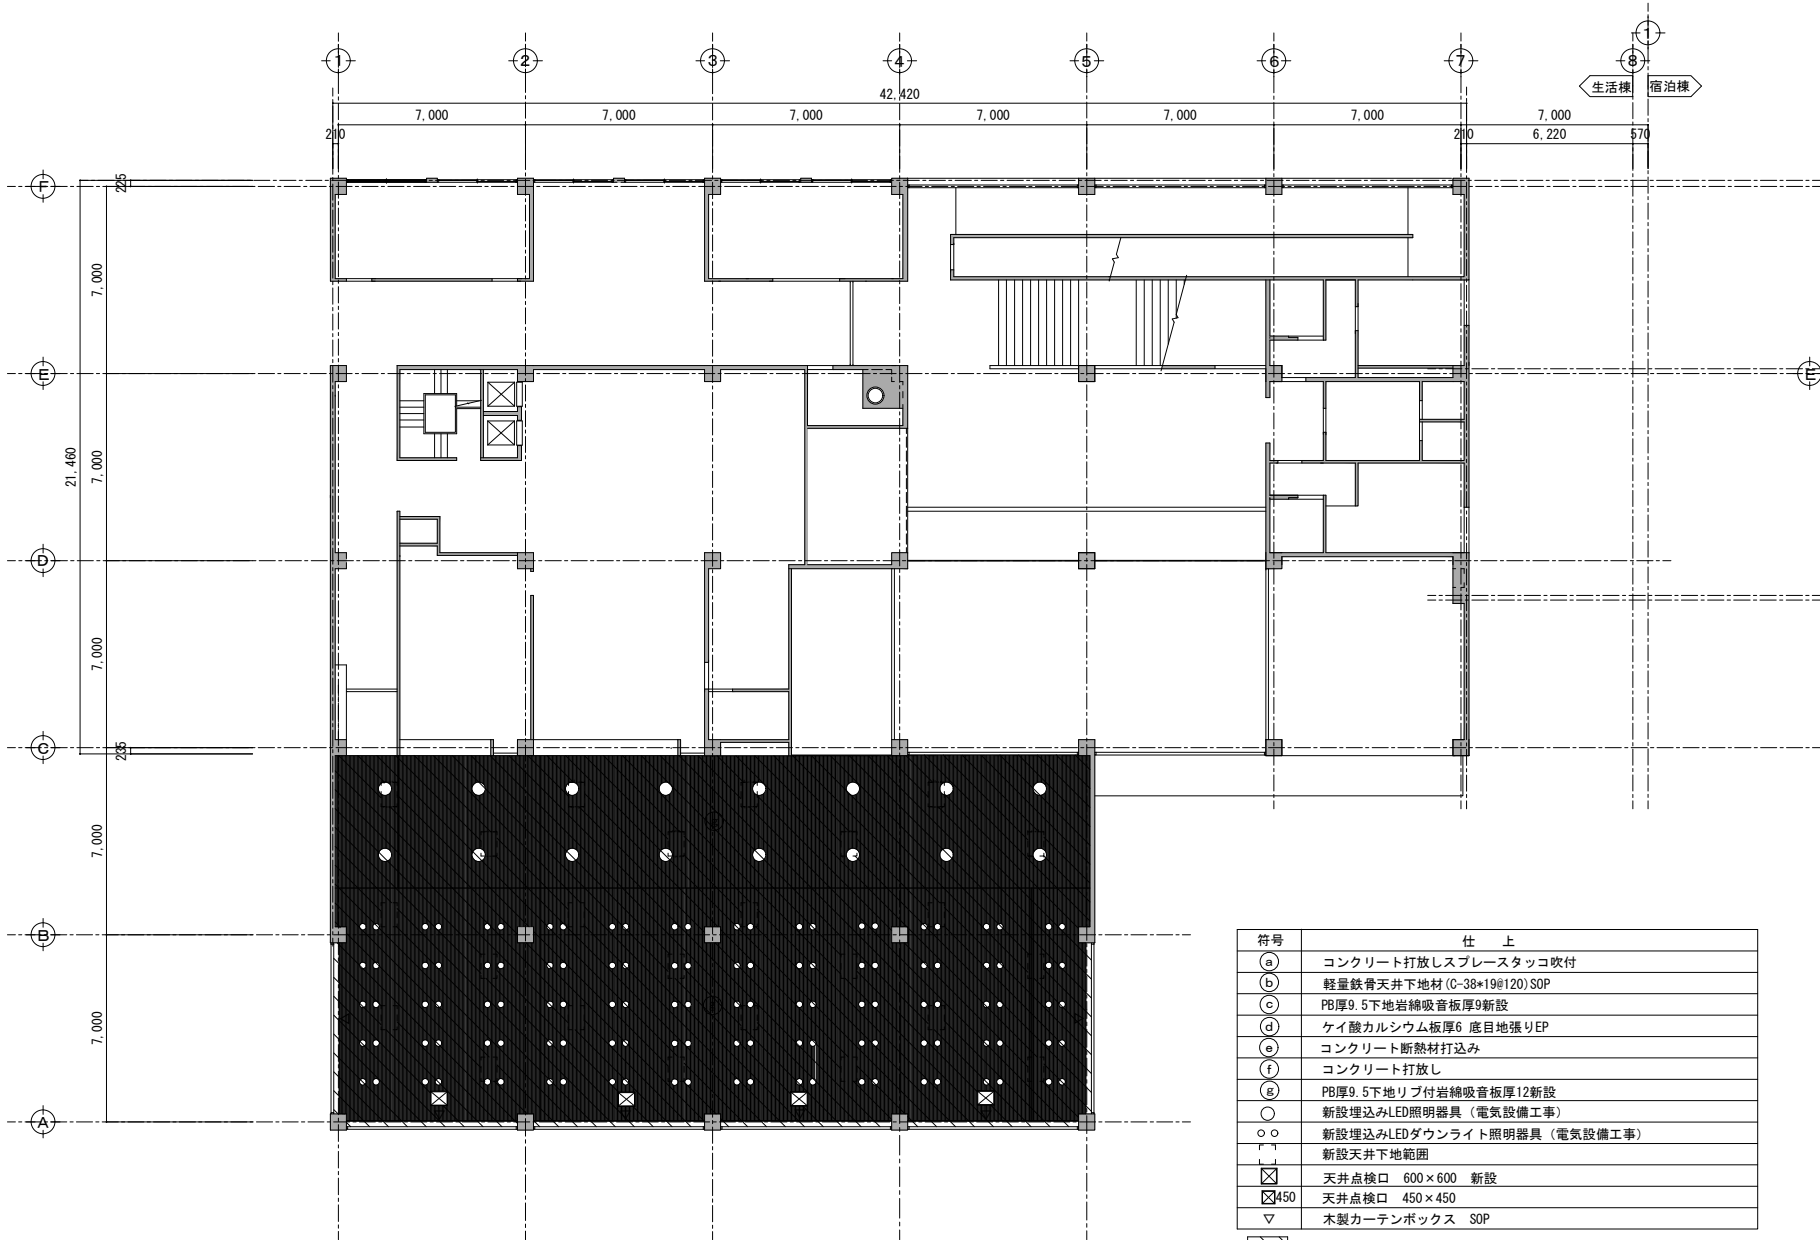 1
1 2 3 4 5 6 7 8
生活棟 宿泊棟
42,420
7,000 7,000 7,000 7,000 7,000 7,000 7,000
210 210 6,220 570
F
225
7,000
E E
21,460
7,000
D
7,000
C
235
7,000
B
7,000
A
符号 仕 上
a コンクリート打放しスプレースタッコ吹付
b 軽量鉄骨天井下地材(C-38*19@120)SOP
c PB厚9.5下地岩綿吸音板厚9新設
d ケイ酸カルシウム板厚6 底目地張りEP
e コンクリート断熱材打込み
f コンクリート打放し
g PB厚9.5下地リブ付岩綿吸音板厚12新設
新設埋込みLED照明器具（電気設備工事）
新設埋込みLEDダウンライト照明器具（電気設備工事）
新設天井下地範囲
天井点検口 600×600 新設
450 天井点検口 450×450
木製カーテンボックス SOP